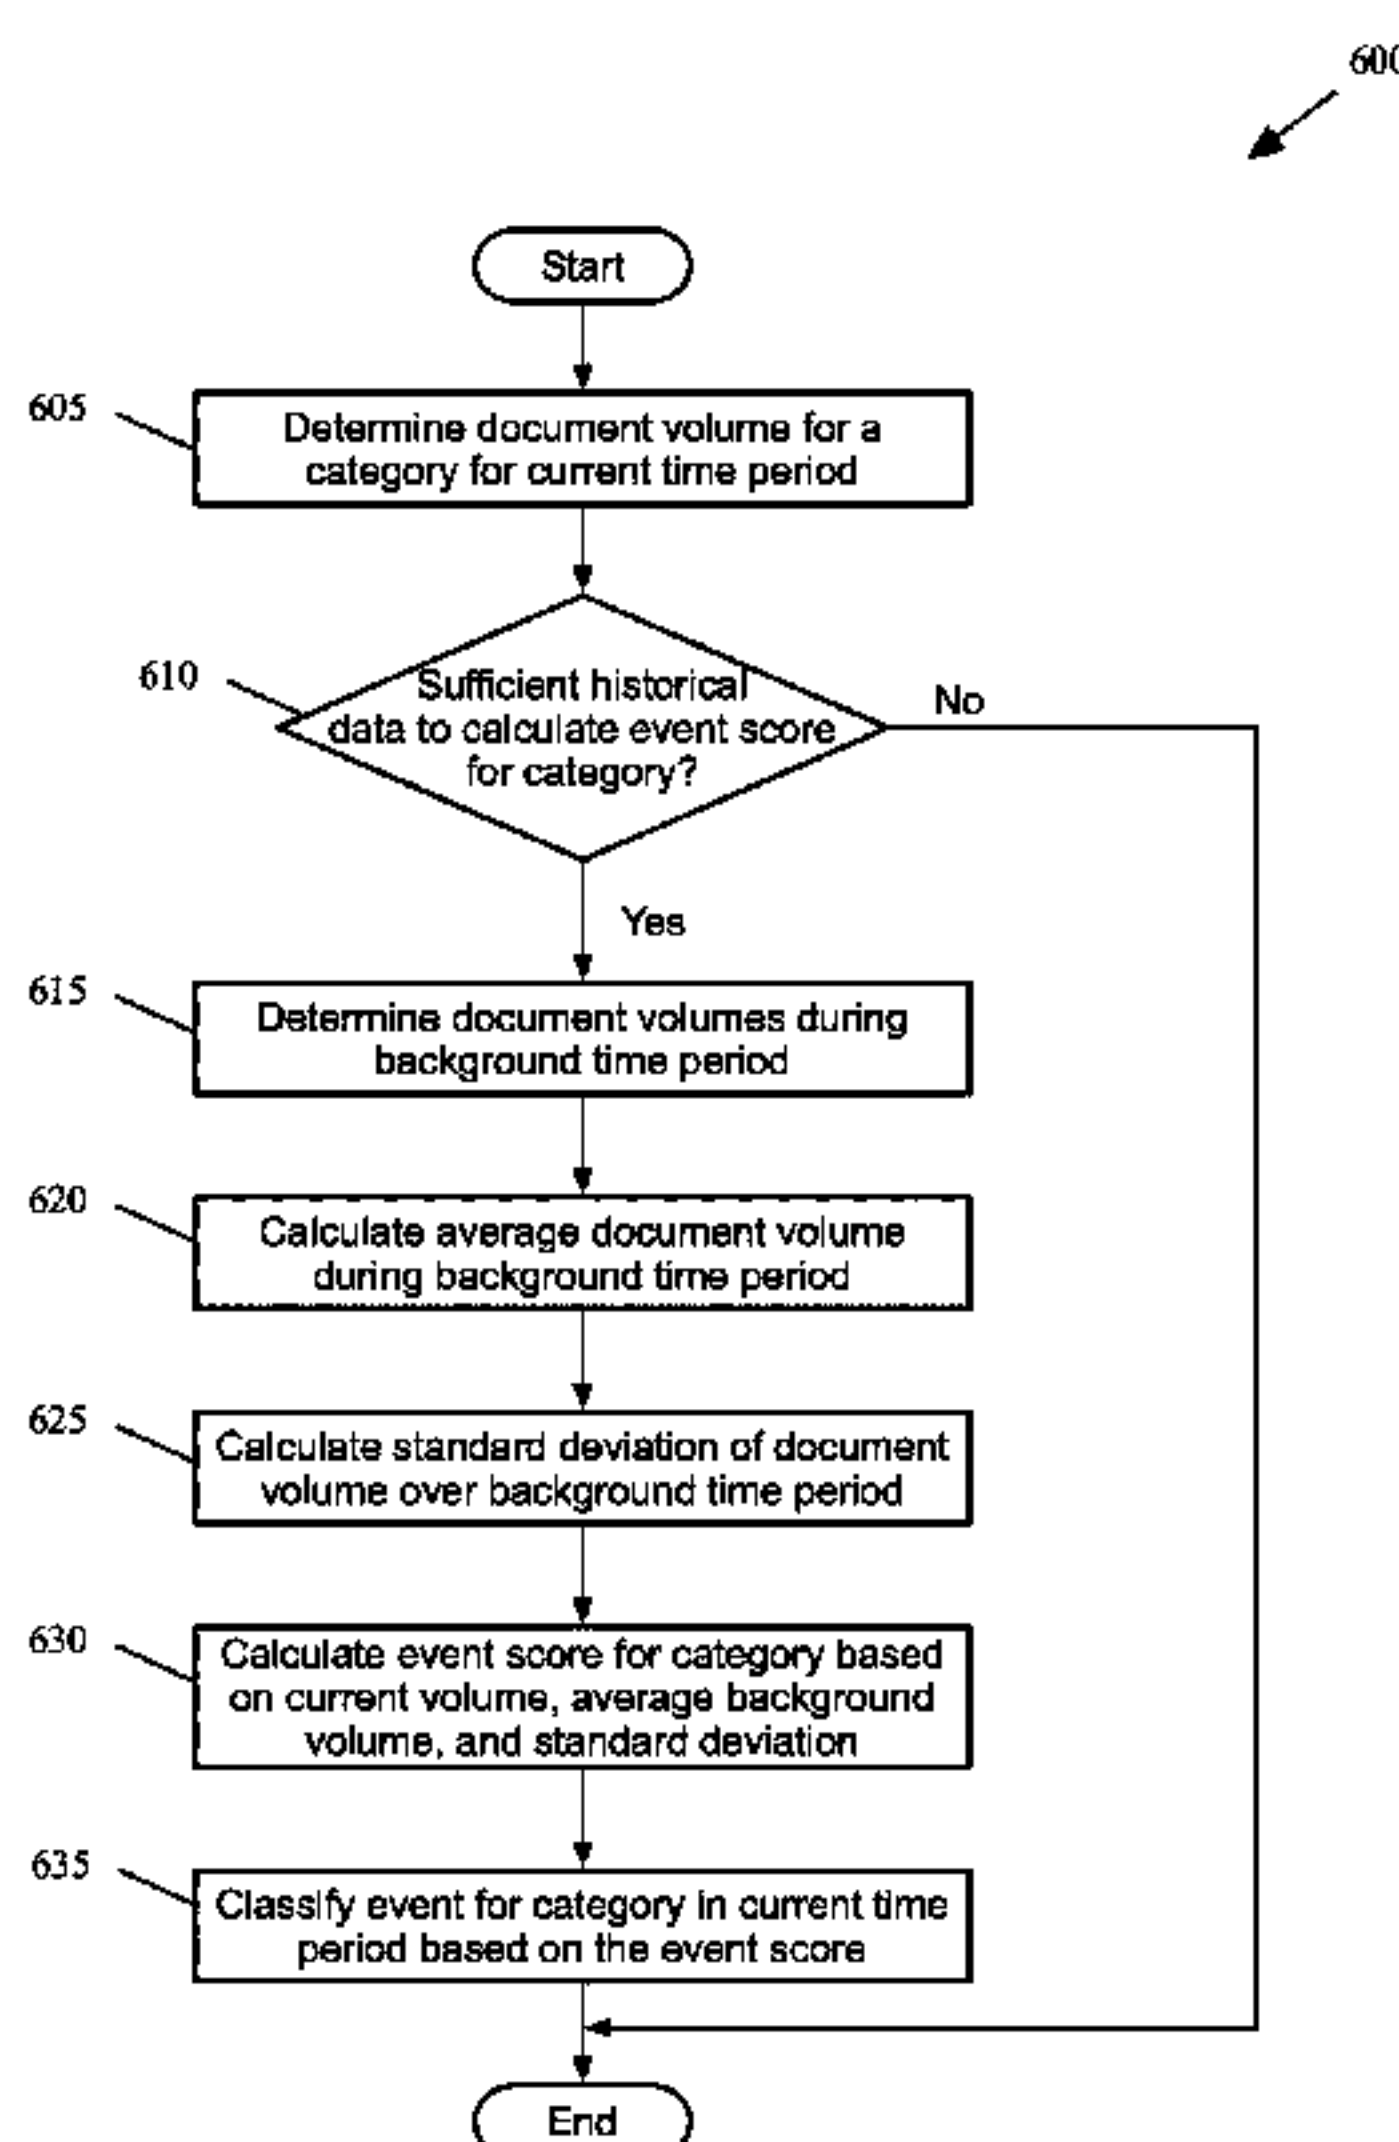 600
Start
605
Determine document volume for a
category for current time period
610
Sufficient historical
data to calculate event score
for category?
No
Yes
615
Determine document volumes during
background time period
620
Calculate average document volume
during background time period
625
Calculate standard deviation of document
volume over background time period
630
Calculate event score for category based
on current volume, average background
volume, and standard deviation
635
Classify event for category in current time
period based on the event score
End